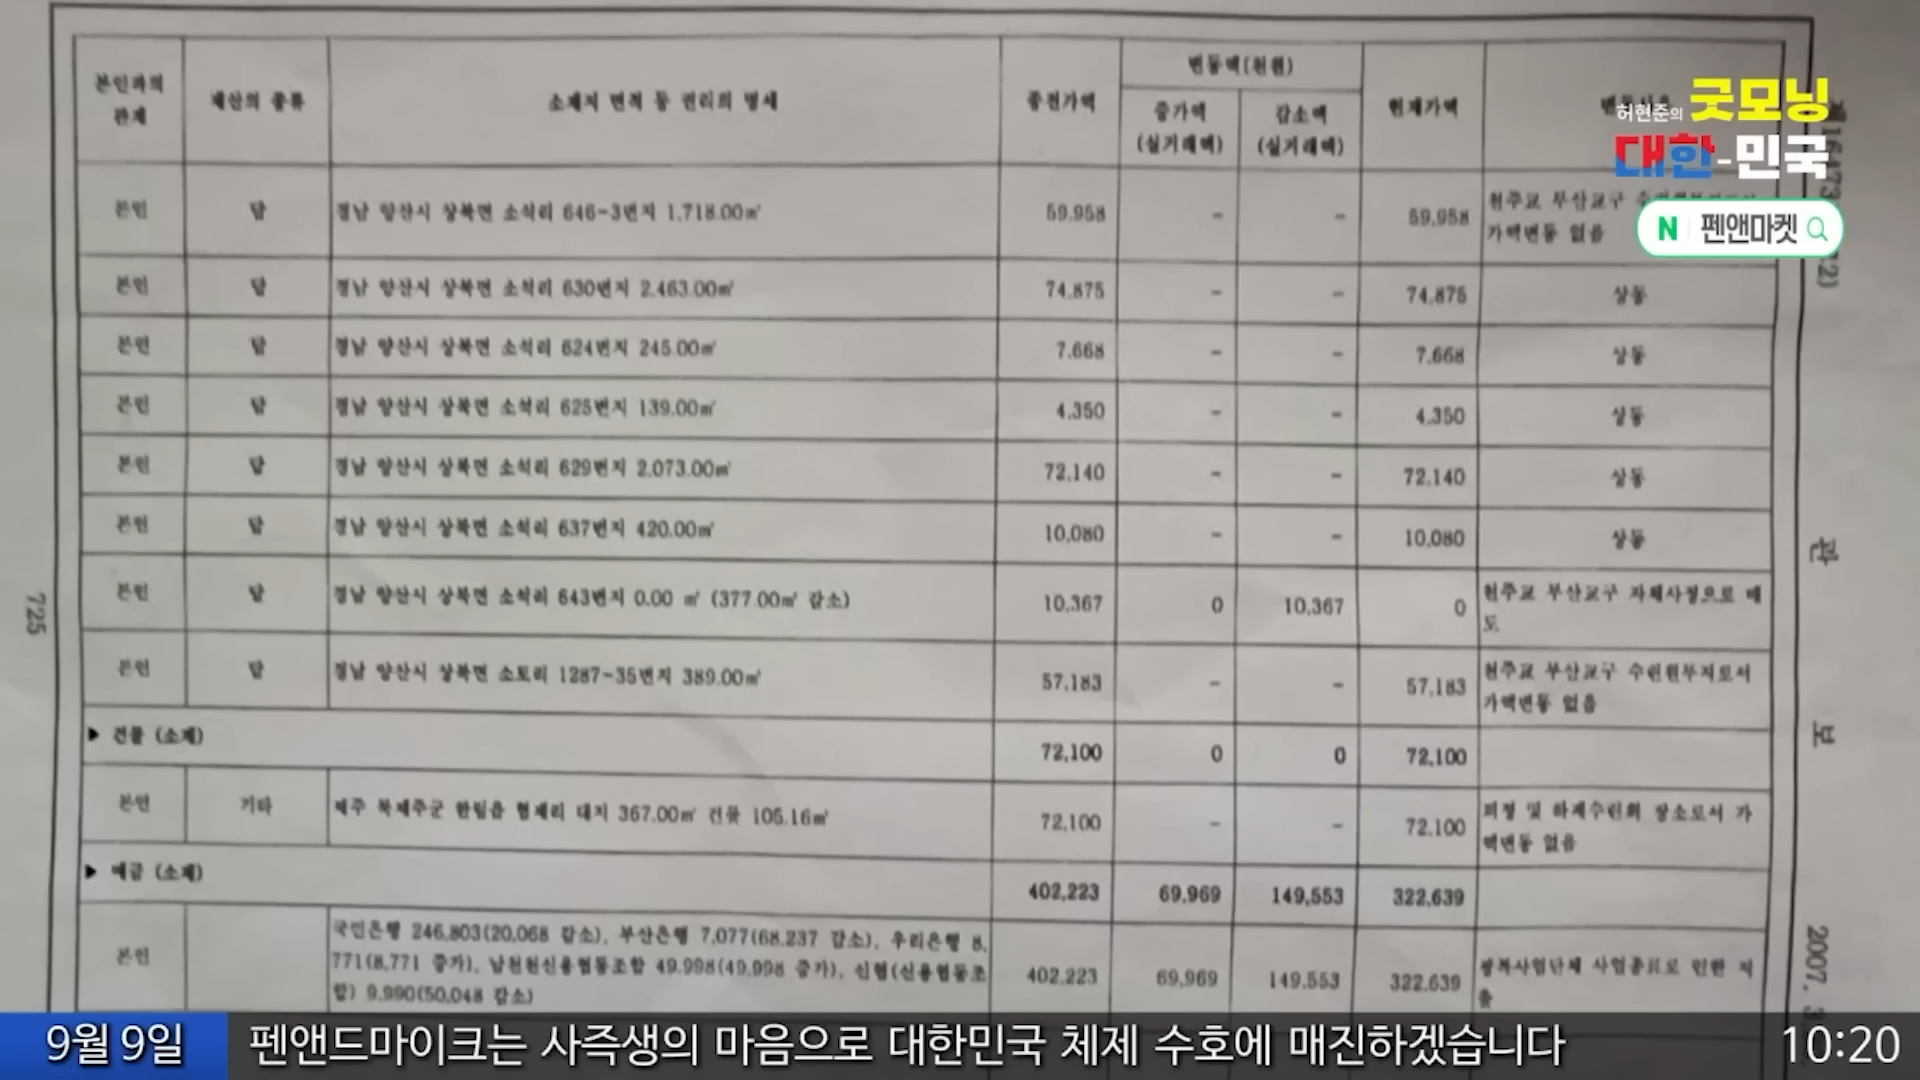 본인과의 관계
재산의 종류
소재지 면적 등 권리의 명세
종전가액
변동액(천원)
증가액 (실거래액)
감소액 (실거래액)
현재가액
허현준의 굿모닝
대한-민국
N 펜앤마켓
본인 답 경남 양산시 상북면 소석리 646-3번지 1,718.00㎡ 59,958 - - 59,958 천주교 부산교구
가액변동 없음
본인 답 경남 양산시 상북면 소석리 630번지 2,463.00㎡ 74,875 - - 74,875 상동
본인 답 경남 양산시 상북면 소석리 624번지 245.00㎡ 7,668 - - 7,668 상동
본인 답 경남 양산시 상북면 소석리 625번지 139.00㎡ 4,350 - - 4,350 상동
본인 답 경남 양산시 상북면 소석리 629번지 2,073.00㎡ 72,140 - - 72,140 상동
본인 답 경남 양산시 상북면 소석리 637번지 420.00㎡ 10,080 - - 10,080 상동
본인 답 경남 양산시 상북면 소석리 643번지 0.00 ㎡ (377.00㎡ 감소) 10,367 0 10,367 0 천주교 부산교구 자체사정으로 매
도
본인 답 경남 양산시 상북면 소토리 1287-35번지 389.00㎡ 57,183 - - 57,183 천주교 부산교구 수련원부지로서
가액변동 없음
▶ 건물 (소계) 72,100 0 0 72,100
본인 기타 제주 북제주군 한림읍 협재리 대지 367.00㎡ 건물 105.16㎡ 72,100 - - 72,100 피정 및 하계수련회 장소로서 가
액변동 없음
▶ 예금 (소계) 402,223 69,969 149,553 322,639
본인 국민은행 246,803(20,068 감소), 부산은행 7,077(68,237 감소), 우리은행 8,
771(8,771 증가), 남천천신용협동조합 49,998(49,998 증가), 신협(신용협동조
합) 9,990(50,048 감소) 402,223 69,969 149,553 322,639 사업종료로 인한 지
출
725
관
보
2007. 3
9월 9일 펜앤드마이크는 사즉생의 마음으로 대한민국 체제 수호에 매진하겠습니다 10:20